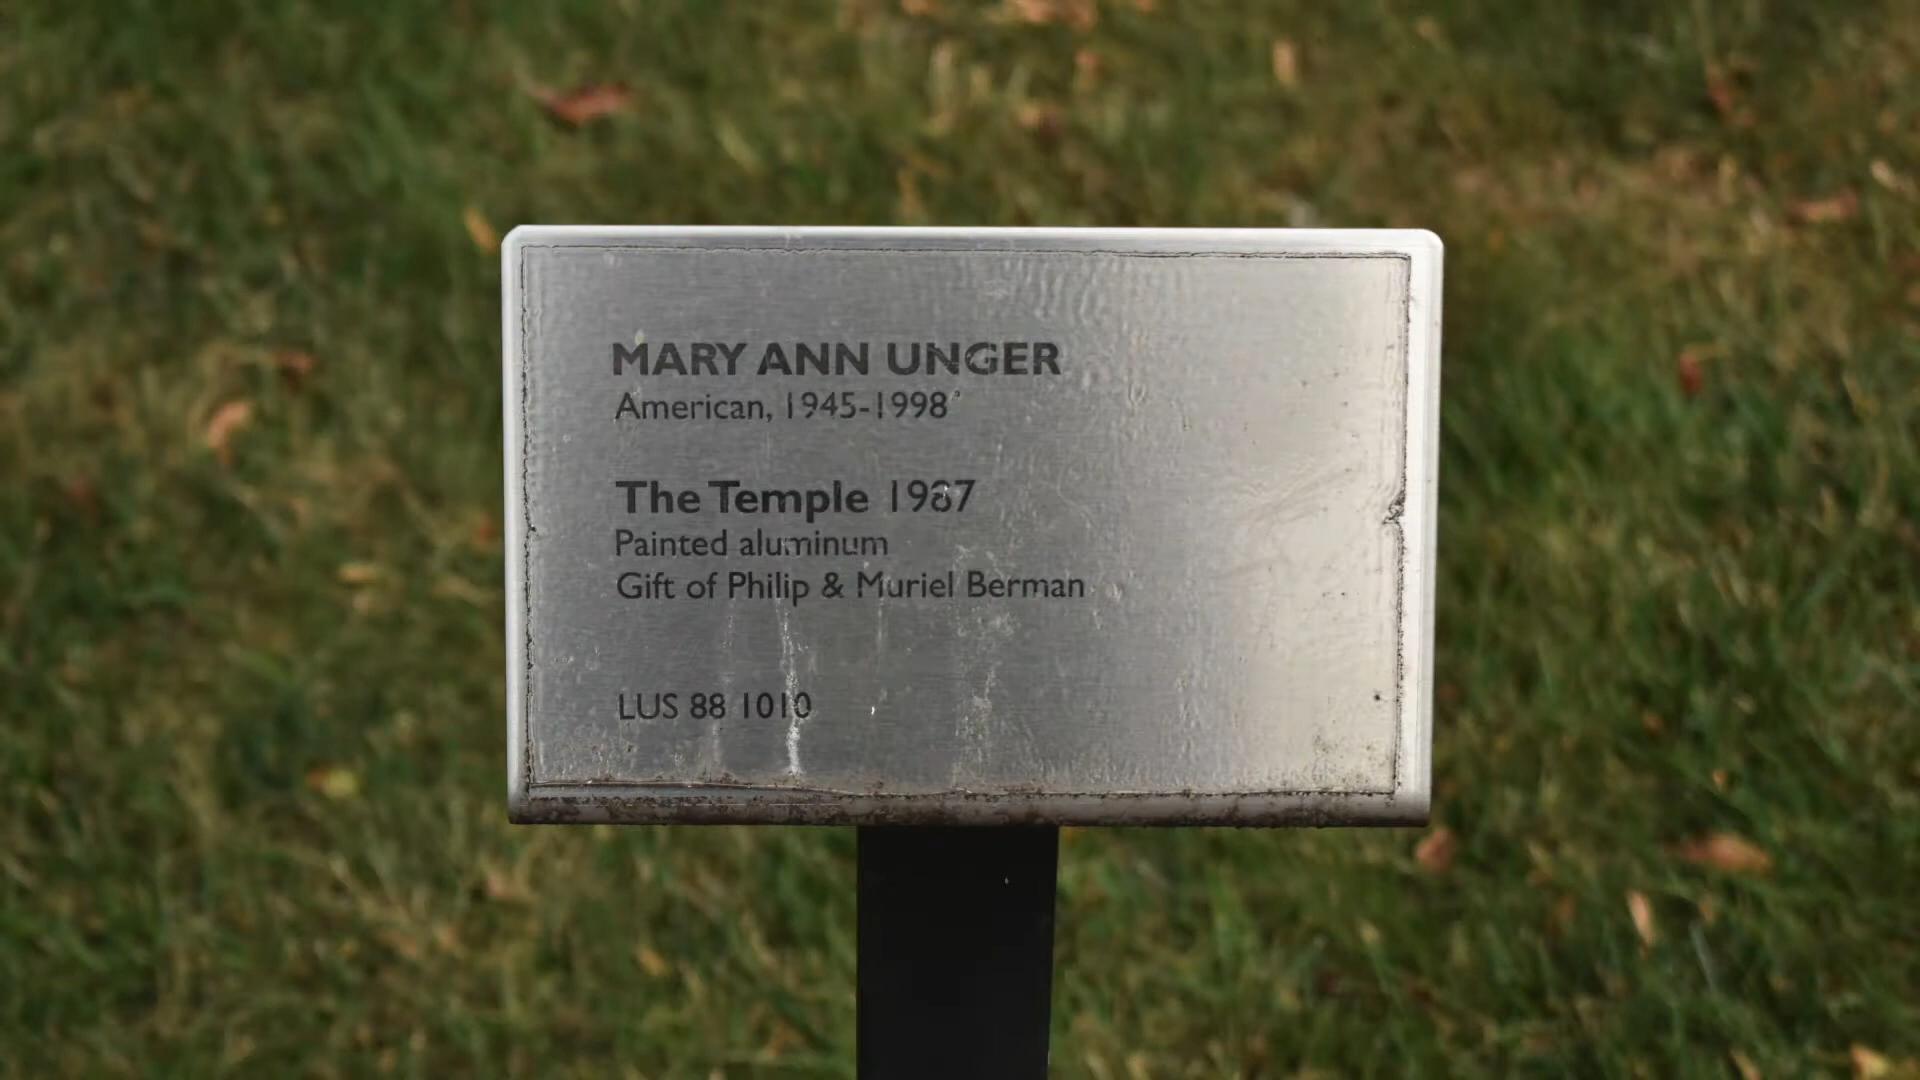 MARY ANN UNGER
American, 1945-1998
The Temple 1987
Painted aluminum
Gift of Philip & Muriel Berman
LUS 88 1010